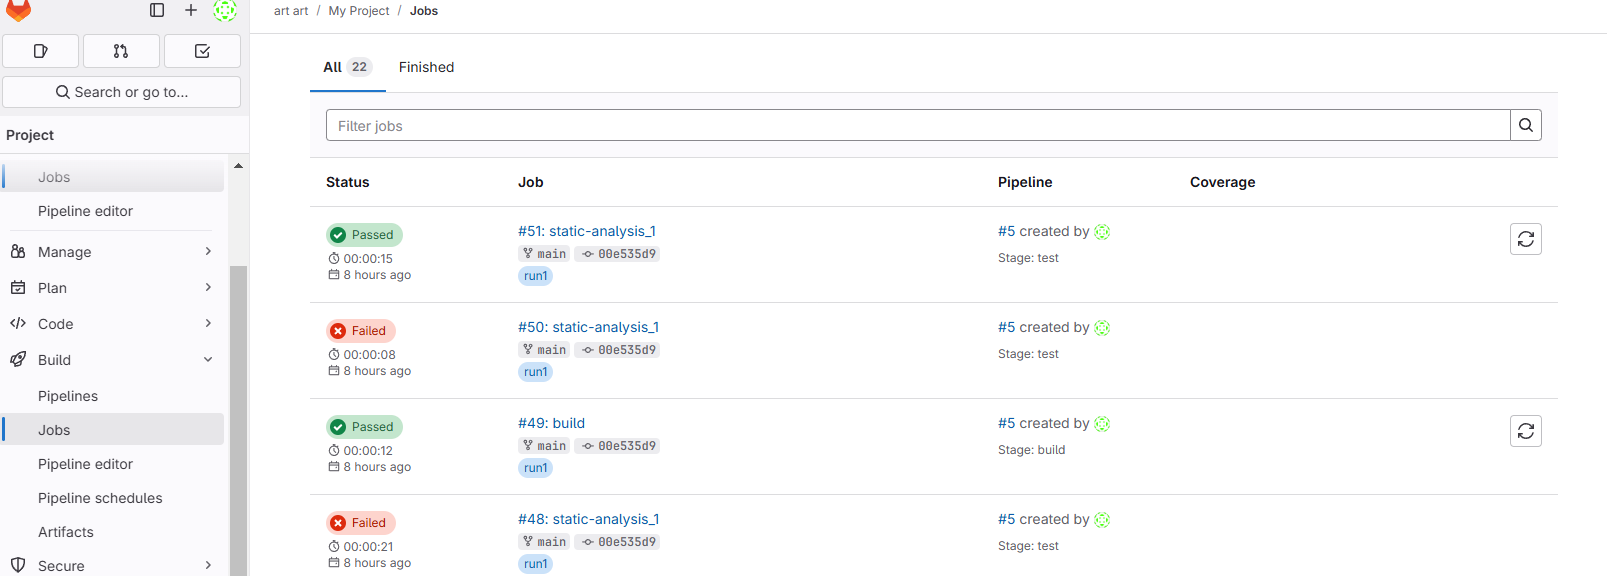 art art / My Project / Jobs
Search or go to...
Project
Jobs
Pipeline editor
Manage
Plan
Code
Build
Pipelines
Jobs
Pipeline editor
Pipeline schedules
Artifacts
Secure
All 22 Finished
Filter jobs
Status Job Pipeline Coverage
Passed #51: static-analysis_1 #5 created by
00:00:15 main 00e535d9 Stage: test
8 hours ago run1
Failed #50: static-analysis_1 #5 created by
00:00:08 main 00e535d9 Stage: test
8 hours ago run1
Passed #49: build #5 created by
00:00:12 main 00e535d9 Stage: build
8 hours ago run1
Failed #48: static-analysis_1 #5 created by
00:00:21 main 00e535d9 Stage: test
8 hours ago run1